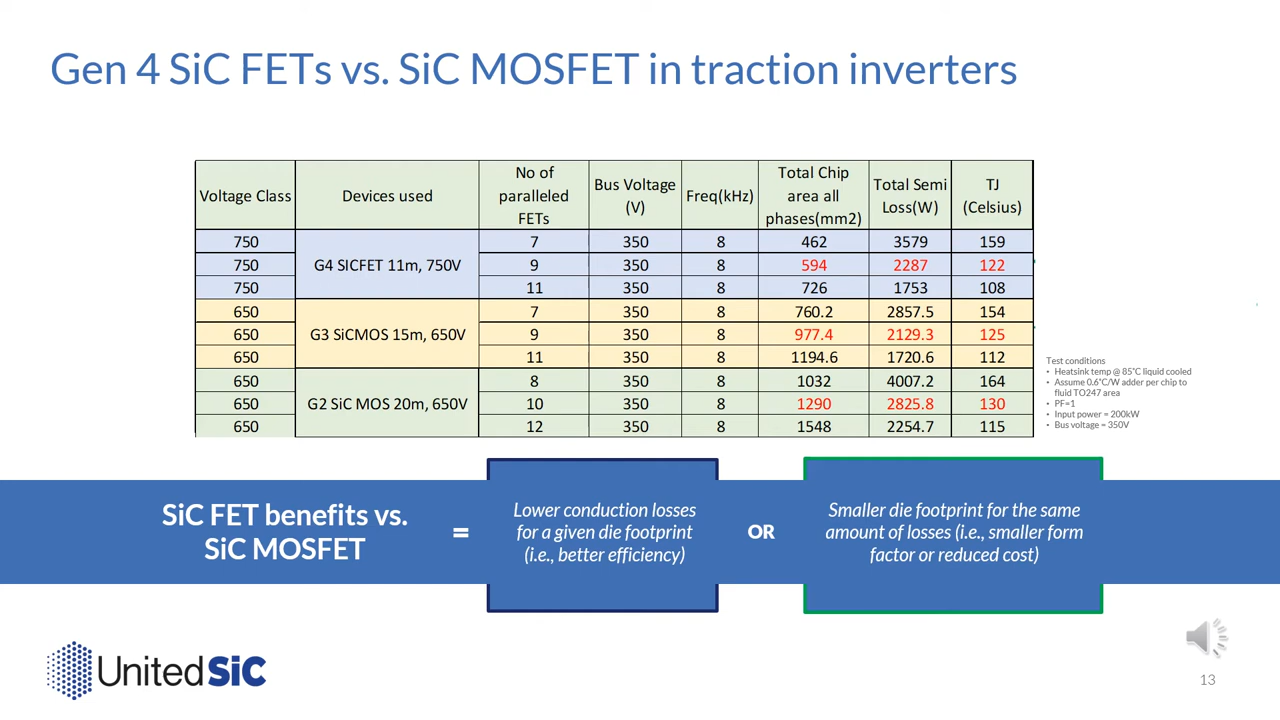 Gen 4 SiC FETs vs. SiC MOSFET in traction inverters
Voltage Class Devices used No of paralleled FETs Bus Voltage (V) Freq(kHz) Total Chip area all phases(mm2) Total Semi Loss(W) TJ (Celsius)
750 G4 SICFET 11m, 750V 7 350 8 462 3579 159
750 9 350 8 594 2287 122
750 11 350 8 726 1753 108
650 G3 SiCMOS 15m, 650V 7 350 8 760.2 2857.5 154
650 9 350 8 977.4 2129.3 125
650 11 350 8 1194.6 1720.6 112
650 G2 SiC MOS 20m, 650V 8 350 8 1032 4007.2 164
650 10 350 8 1290 2825.8 130
650 12 350 8 1548 2254.7 115
Test conditions
• Heatsink temp @ 85°C liquid cooled
• Assume 0.6°C/W adder per chip to
fluid TO247 area
• PF=1
• Input power = 200kW
• Bus voltage = 350V
SiC FET benefits vs.
SiC MOSFET
=
Lower conduction losses
for a given die footprint
(i.e., better efficiency)
OR
Smaller die footprint for the same
amount of losses (i.e., smaller form
factor or reduced cost)
UnitedSiC
13